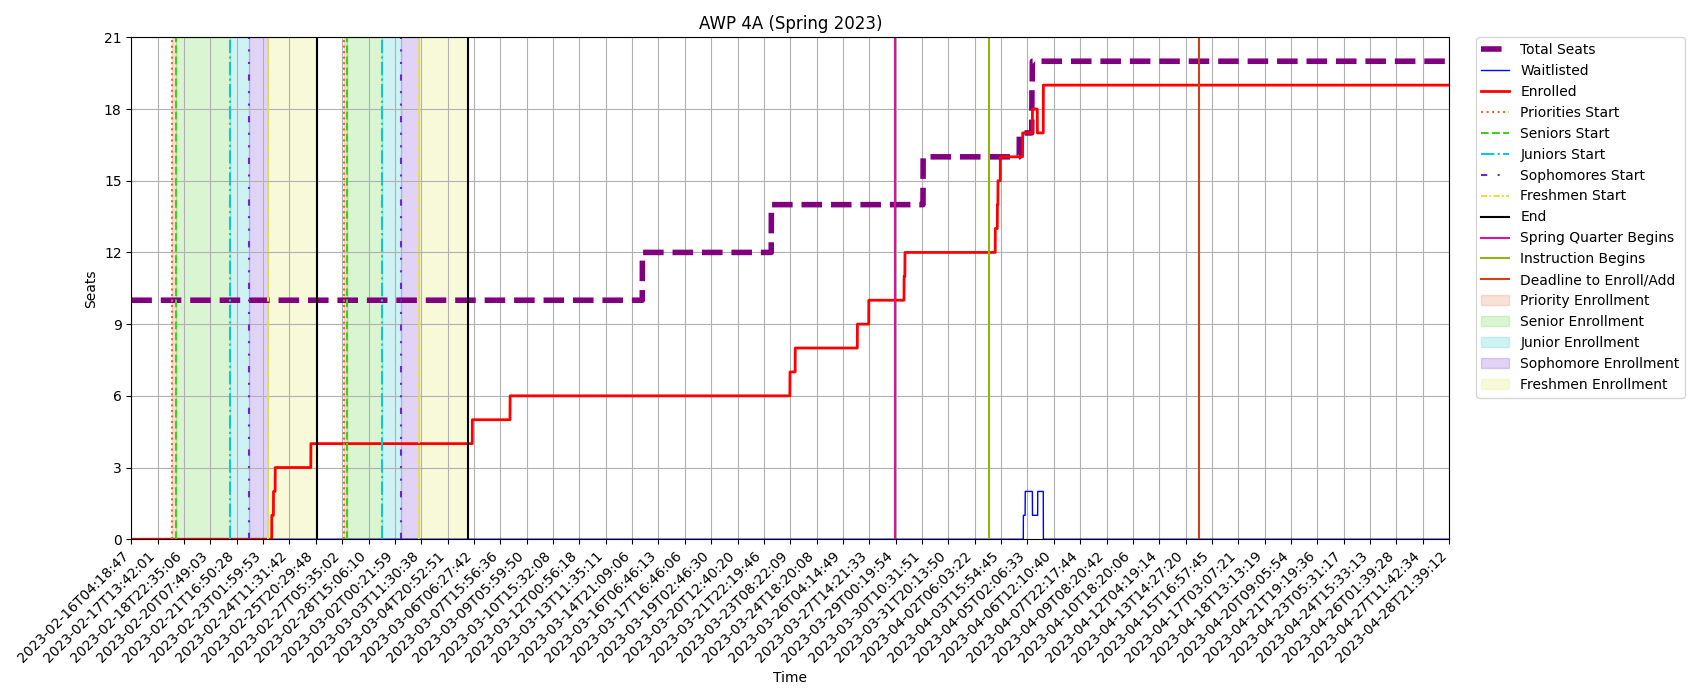 AWP 4A (Spring 2023)
21
18
15
12
9
6
3
0
Seats
2023-02-16T04:18:47
2023-02-17T13:42:01
2023-02-18T22:35:06
2023-02-20T07:49:03
2023-02-21T16:50:28
2023-02-23T01:59:53
2023-02-24T11:31:42
2023-02-25T20:29:48
2023-02-27T05:35:02
2023-02-28T15:06:10
2023-03-02T00:21:59
2023-03-03T11:30:38
2023-03-04T20:52:51
2023-03-06T06:27:42
2023-03-07T15:56:36
2023-03-09T05:59:50
2023-03-10T15:32:08
2023-03-12T00:56:18
2023-03-13T11:35:11
2023-03-14T21:09:06
2023-03-16T06:46:13
2023-03-17T16:46:06
2023-03-19T02:46:30
2023-03-20T12:40:20
2023-03-21T22:19:46
2023-03-23T08:22:09
2023-03-24T18:20:08
2023-03-26T04:14:49
2023-03-27T14:21:33
2023-03-29T00:19:54
2023-03-30T10:31:51
2023-03-31T20:13:50
2023-04-02T06:03:22
2023-04-03T15:54:45
2023-04-05T02:06:33
2023-04-06T12:10:40
2023-04-07T22:17:44
2023-04-09T08:20:42
2023-04-10T18:20:06
2023-04-12T04:19:14
2023-04-13T14:27:20
2023-04-15T16:57:45
2023-04-17T03:07:21
2023-04-18T13:13:19
2023-04-20T09:05:54
2023-04-21T19:19:36
2023-04-23T05:31:17
2023-04-24T15:33:13
2023-04-26T01:39:28
2023-04-27T11:42:34
2023-04-28T21:39:12
Time
Total Seats
Waitlisted
Enrolled
Priorities Start
Seniors Start
Juniors Start
Sophomores Start
Freshmen Start
End
Spring Quarter Begins
Instruction Begins
Deadline to Enroll/Add
Priority Enrollment
Senior Enrollment
Junior Enrollment
Sophomore Enrollment
Freshmen Enrollment